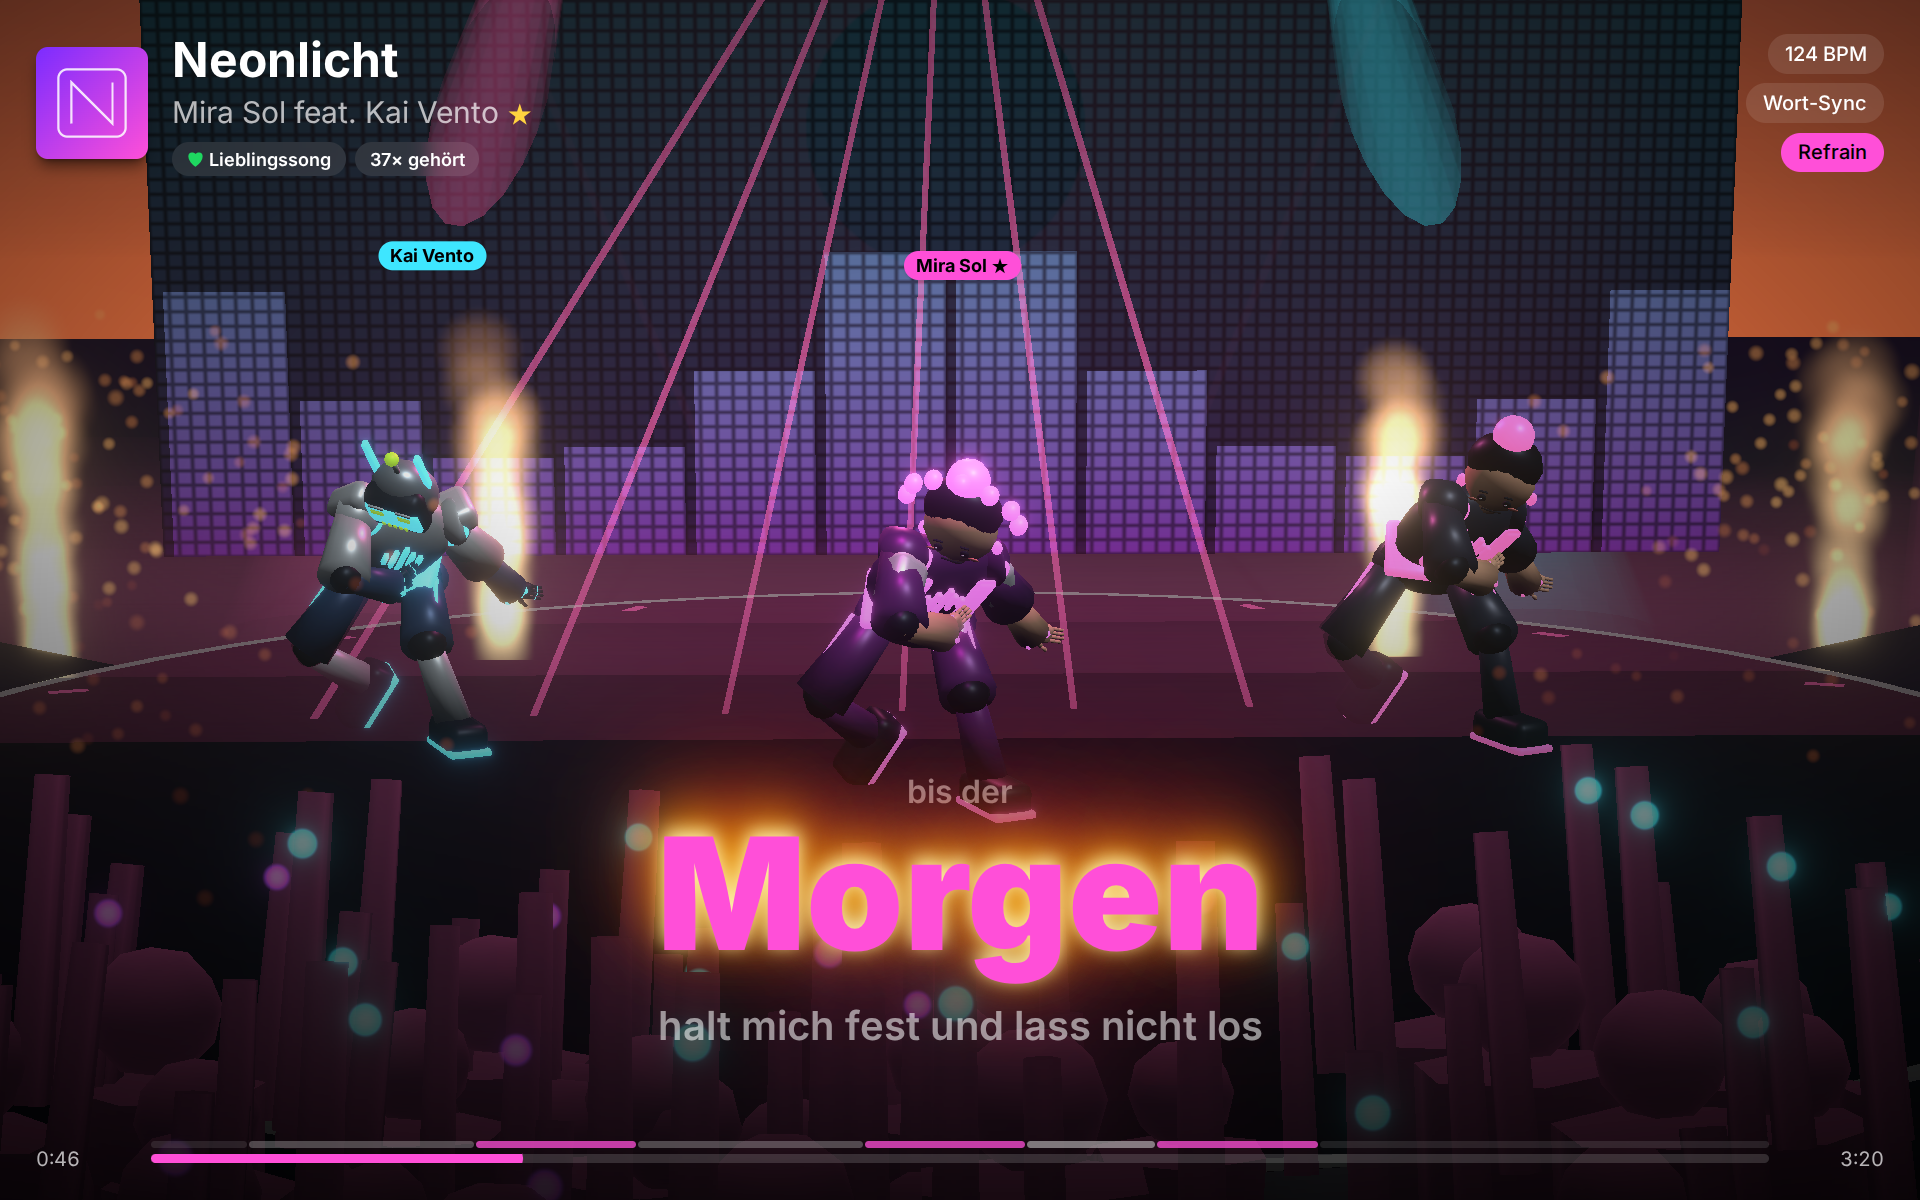 N
Neonlicht
Mira Sol feat. Kai Vento ★
Lieblingssong
37× gehört
124 BPM
Wort-Sync
Refrain
Kai Vento
Mira Sol ★
bis der
Morgen
halt mich fest und lass nicht los
0:46
3:20